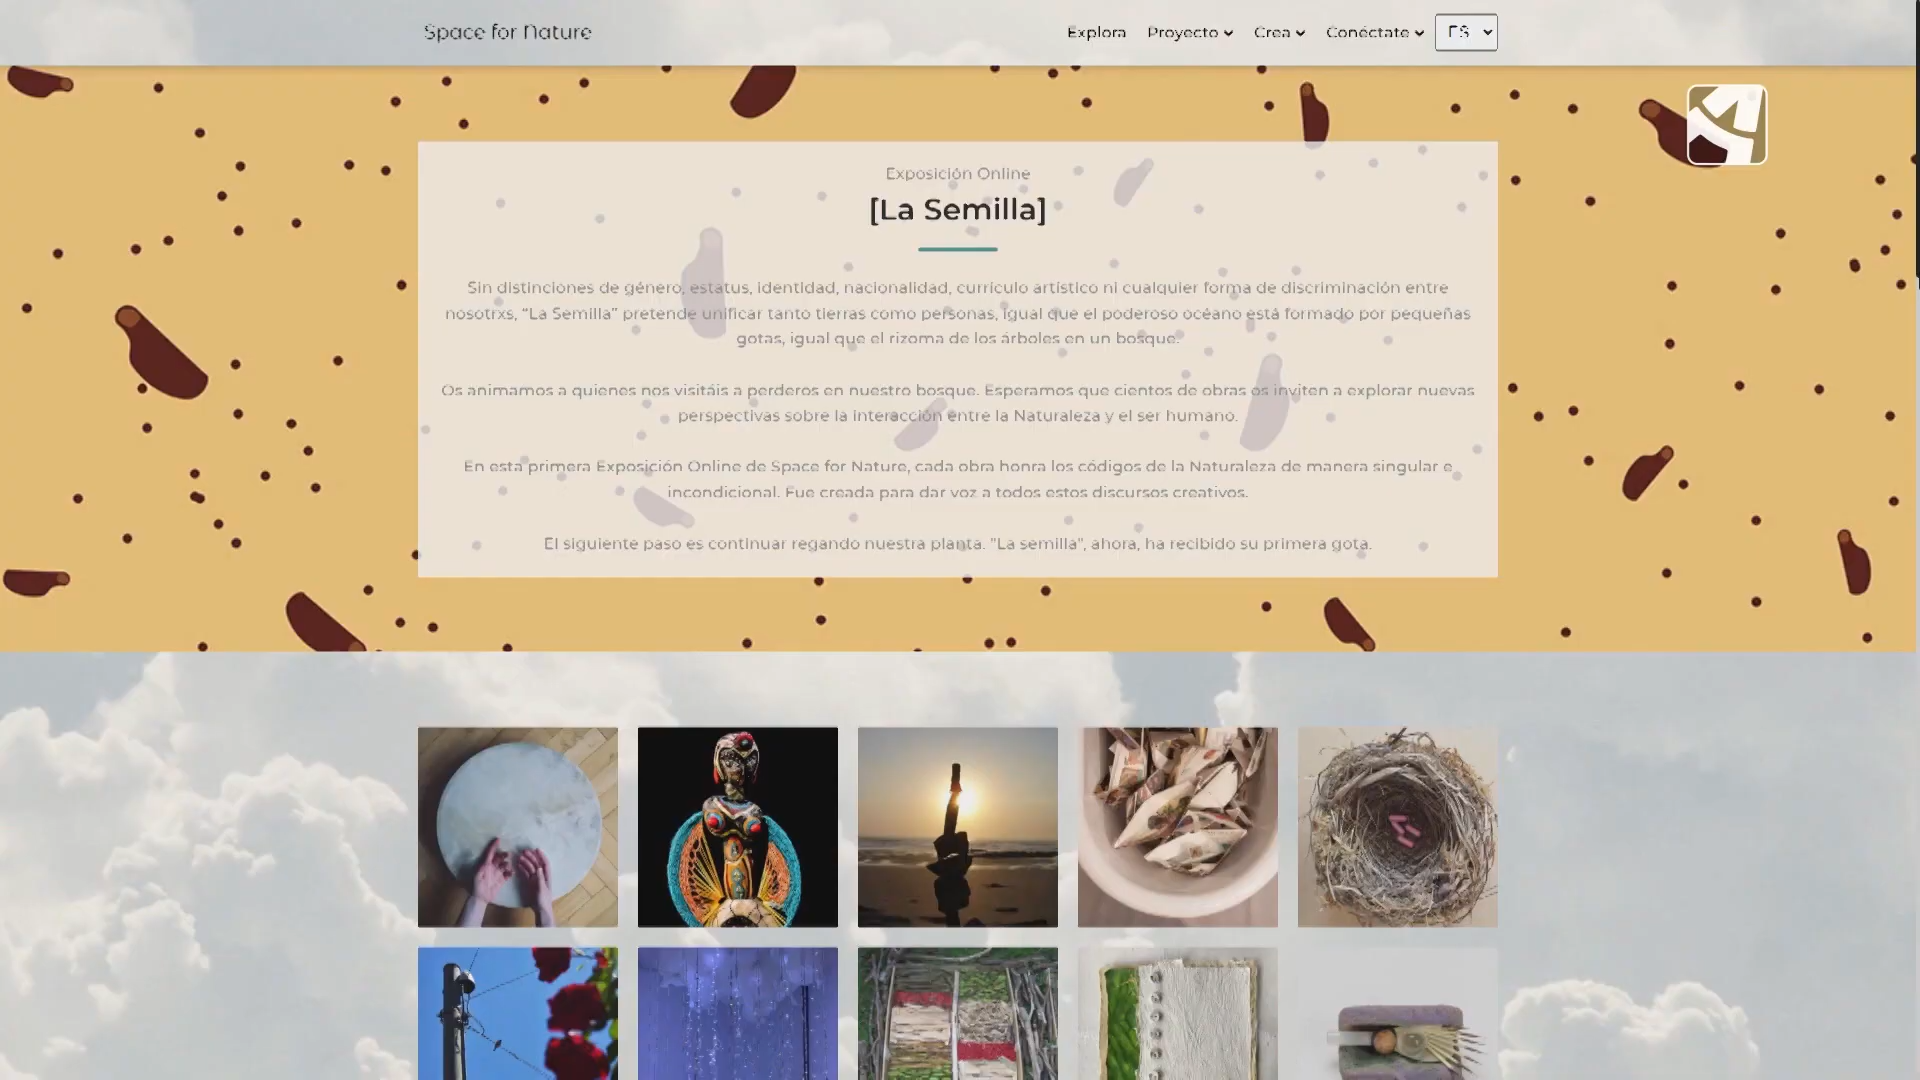 Space for Nature
Explora Proyecto Crea Conéctate ES
Exposición Online
[La Semilla]
Sin distinciones de género, estatus, identidad, nacionalidad, currículo artístico ni cualquier forma de discriminación entre
nosotrxs, “La Semilla” pretende unificar tanto tierras como personas, igual que el poderoso océano está formado por pequeñas
gotas, igual que el rizoma de los árboles en un bosque.
Os animamos a quienes nos visitáis a perderos en nuestro bosque. Esperamos que cientos de obras os inviten a explorar nuevas
perspectivas sobre la interacción entre la Naturaleza y el ser humano.
En esta primera Exposición Online de Space for Nature, cada obra honra los códigos de la Naturaleza de manera singular e
incondicional. Fue creada para dar voz a todos estos discursos creativos.
El siguiente paso es continuar regando nuestra planta. "La semilla", ahora, ha recibido su primera gota.